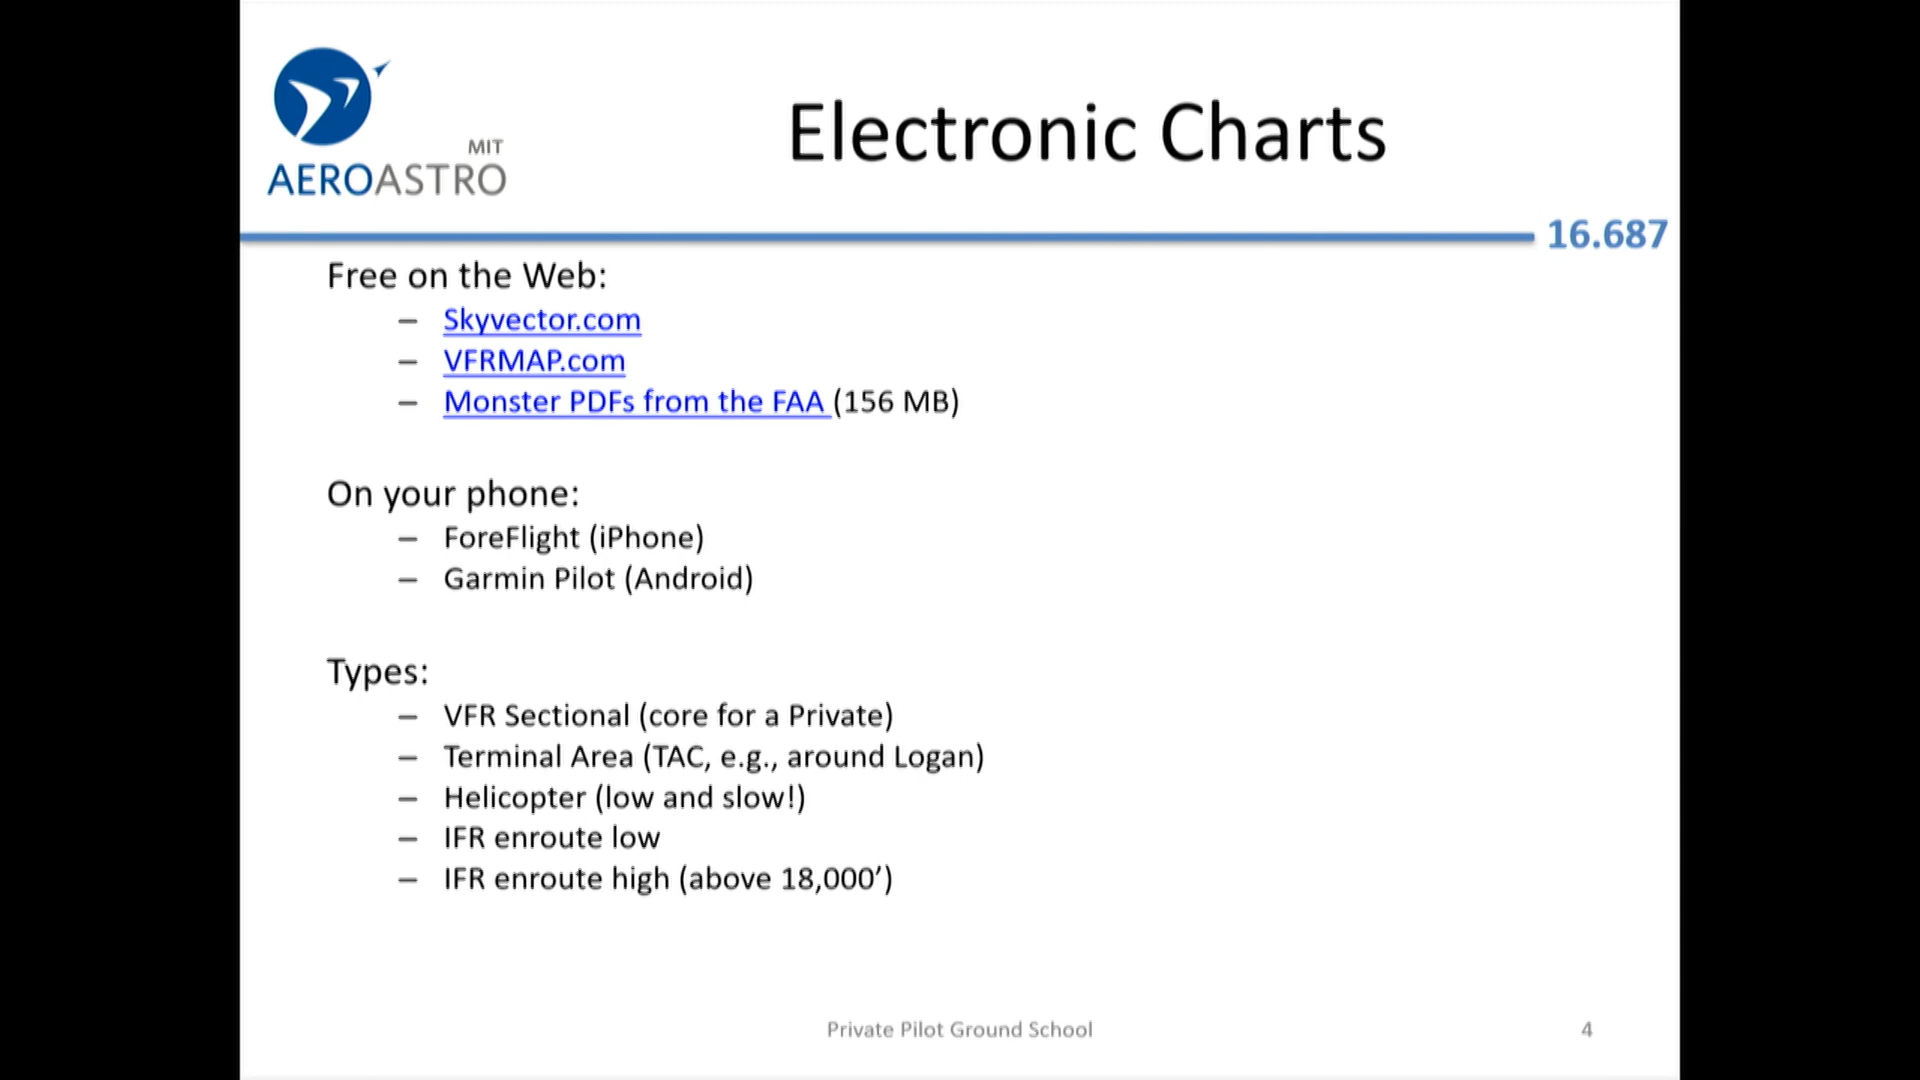 MIT
AEROASTRO
Electronic Charts
16.687
Free on the Web:
– Skyvector.com
– VFRMAP.com
– Monster PDFs from the FAA (156 MB)
On your phone:
– ForeFlight (iPhone)
– Garmin Pilot (Android)
Types:
– VFR Sectional (core for a Private)
– Terminal Area (TAC, e.g., around Logan)
– Helicopter (low and slow!)
– IFR enroute low
– IFR enroute high (above 18,000’)
Private Pilot Ground School
4